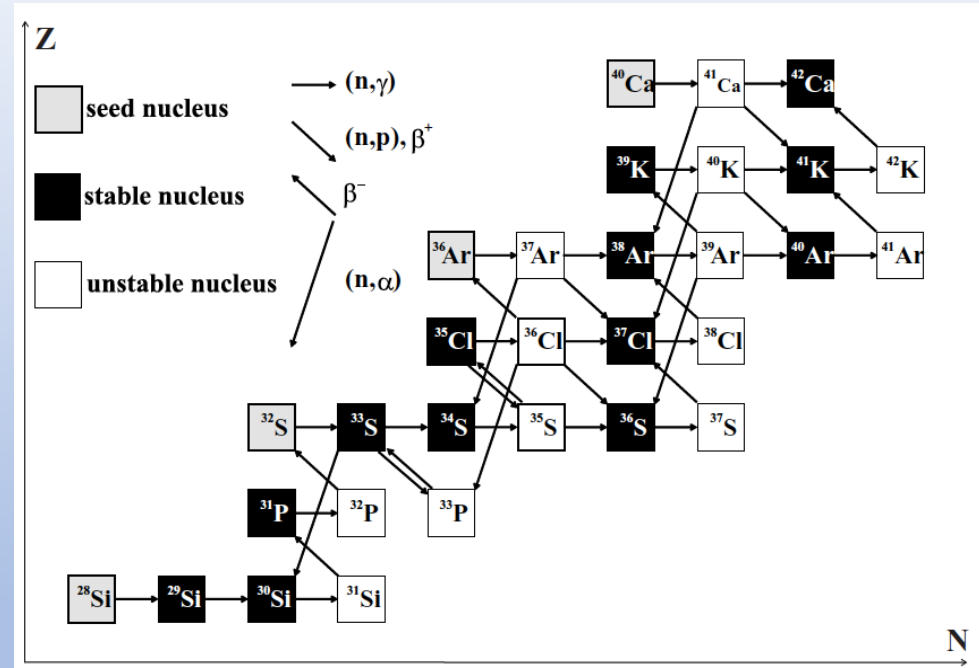 Z
seed nucleus
stable nucleus
unstable nucleus
(n,γ)
(n,p), β⁺
β⁻
(n,α)
⁴⁰Ca ⁴¹Ca ⁴²Ca
³⁹K ⁴⁰K ⁴¹K ⁴²K
³⁶Ar ³⁷Ar ³⁸Ar ³⁹Ar ⁴⁰Ar ⁴¹Ar
³⁵Cl ³⁶Cl ³⁷Cl ³⁸Cl
³²S ³³S ³⁴S ³⁵S ³⁶S ³⁷S
³¹P ³²P ³³P
²⁸Si ²⁹Si ³⁰Si ³¹Si
N